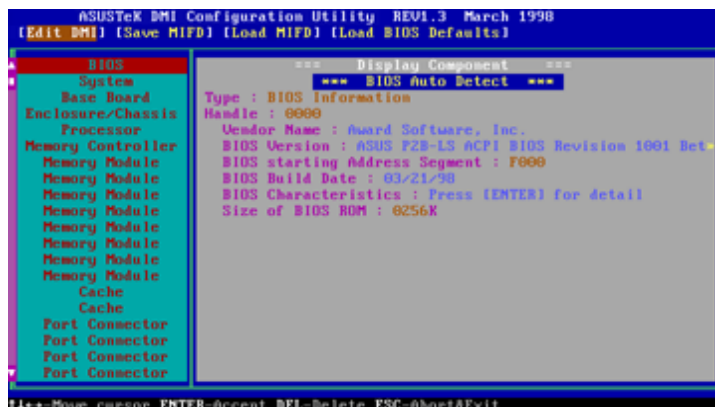 ASUSTeK DMI Configuration Utility REV1.3 March 1998
[Edit DMI] [Save MIFD] [Load MIFD] [Load BIOS Defaults]
BIOS
System
Base Board
Enclosure/Chassis
Processor
Memory Controller
Memory Module
Memory Module
Memory Module
Memory Module
Memory Module
Memory Module
Memory Module
Memory Module
Cache
Cache
Port Connector
Port Connector
Port Connector
Port Connector
=== Display Component ===
*** BIOS Auto Detect ***
Type : BIOS Information
Handle : 0000
Vendor Name : Award Software, Inc.
BIOS Version : ASUS P2B-LS ACPI BIOS Revision 1001 Bet
BIOS starting Address Segment : F000
BIOS Build Date : 03/21/98
BIOS Characteristics : Press [ENTER] for detail
Size of BIOS ROM : 0256K
Move cursor ENTER-Accept DEL-Delete ESC-Abort&Exit